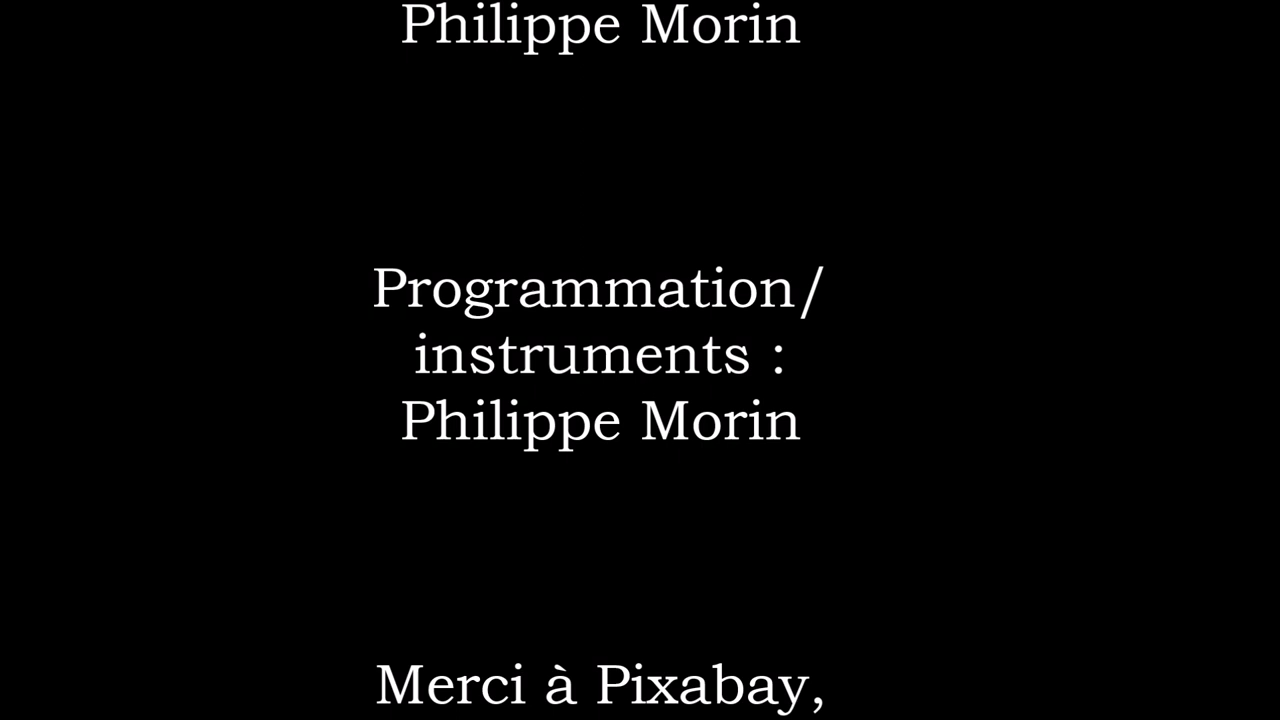 Philippe Morin
Programmation/
instruments :
Philippe Morin
Merci à Pixabay,